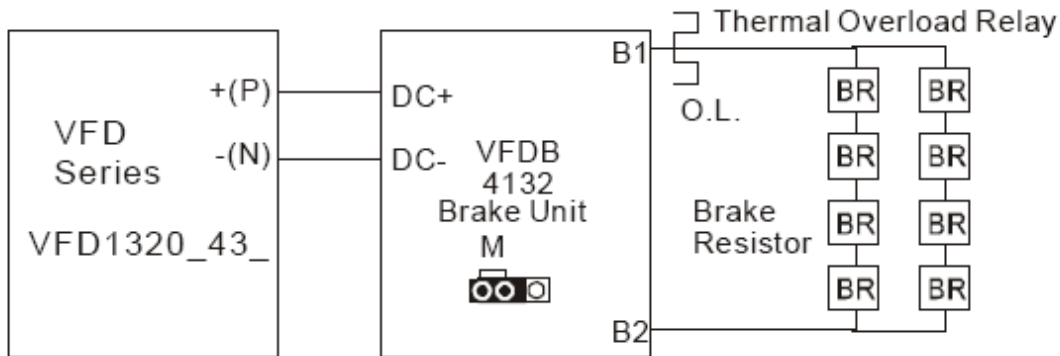 VFD
Series
VFD1320_43_
+(P)
-(N)
DC+
DC-
VFDB
4132
Brake Unit
M
B1
B2
Thermal Overload Relay
O.L.
Brake
Resistor
BR BR
BR BR
BR BR
BR BR